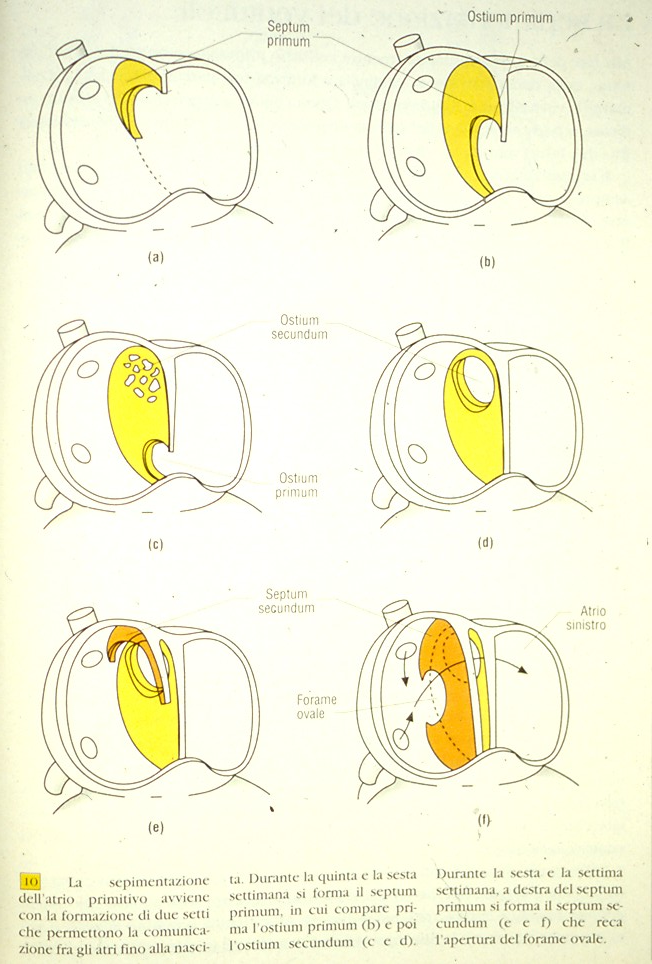 Septum
primum
Ostium primum
(a)
(b)
Ostium
secundum
Ostium
primum
(c)
(d)
Septum
secundum
Atrio
sinistro
Forame
ovale
(e)
(f)
10 La sepimentazione
dell'atrio primitivo avviene
con la formazione di due setti
che permettono la comunica-
zione fra gli atri fino alla nasci-
ta. Durante la quinta e la sesta
settimana si forma il septum
primum, in cui compare pri-
ma l'ostium primum (b) e poi
l'ostium secundum (c e d).
Durante la sesta e la settima
settimana, a destra del septum
primum si forma il septum se-
cundum (e e f) che reca
l'apertura del forame ovale.